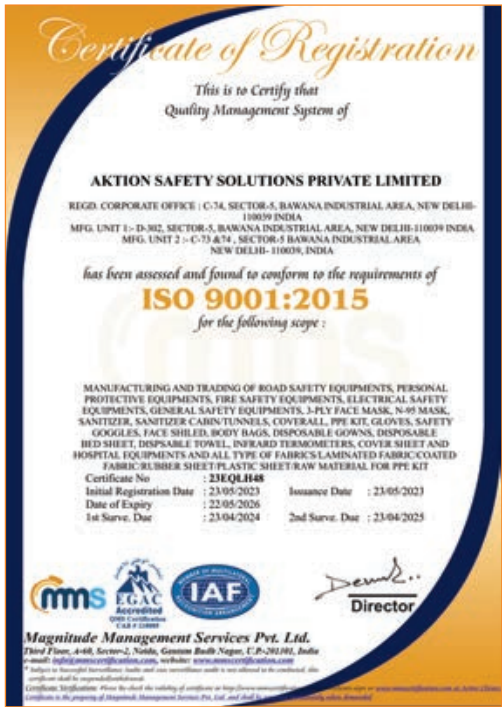 Certificate of Registration
This is to Certify that
Quality Management System of
AKTION SAFETY SOLUTIONS PRIVATE LIMITED
REGD. CORPORATE OFFICE : C-74, SECTOR-5, BAWANA INDUSTRIAL AREA, NEW DELHI-
110039 INDIA
MFG. UNIT 1:- D-302, SECTOR-5, BAWANA INDUSTRIAL AREA, NEW DELHI-110039 INDIA
MFG. UNIT 2 :- C-73 &74 , SECTOR-5 BAWANA INDUSTRIAL AREA
NEW DELHI- 110039, INDIA
has been assessed and found to conform to the requirements of
ISO 9001:2015
for the following scope :
MANUFACTURING AND TRADING OF ROAD SAFETY EQUIPMENTS, PERSONAL
PROTECTIVE EQUIPMENTS, FIRE SAFETY EQUIPMENTS, ELECTRICAL SAFETY
EQUIPMENTS, GENERAL SAFETY EQUIPMENTS, 3-PLY FACE MASK, N-95 MASK,
SANITIZER, SANITIZER CABIN/TUNNELS, COVERALL, PPE KIT, GLOVES, SAFETY
GOGGLES, FACE SHILED, BODY BAGS, DISPOSABLE GOWNS, DISPOSABLE
BED SHEET, DISPSABLE TOWEL, INFRARD TERMOMETERS, COVER SHEET AND
HOSPITAL EQUIPMENTS AND ALL TYPE OF FABRICS/LAMINATED FABRIC/COATED
FABRIC/RUBBER SHEET/PLASTIC SHEET/RAW MATERIAL FOR PPE KIT
Certificate No : 23EQLH48
Initial Registration Date : 23/05/2023 Issuance Date : 23/05/2023
Date of Expiry : 22/05/2026
1st Surve. Due : 23/04/2024 2nd Surve. Due : 23/04/2025
mms
EGAC
Accredited
QMS Certification
IAF
Director
Magnitude Management Services Pvt. Ltd.
Third Floor, A-60, Sector-2, Noida, Gautam Budh Nagar, U.P.-201301, India
e-mail: info@mmscertification.com, website: www.mmscertification.com